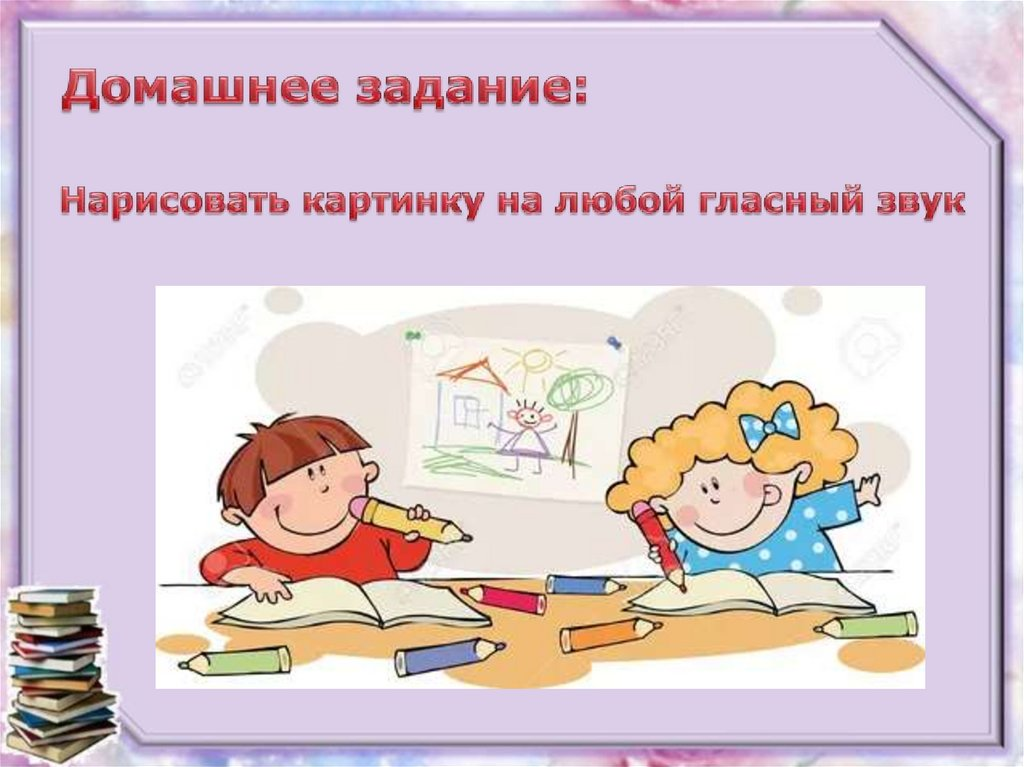 Домашнее задание:
Нарисовать картинку на любой гласный звук